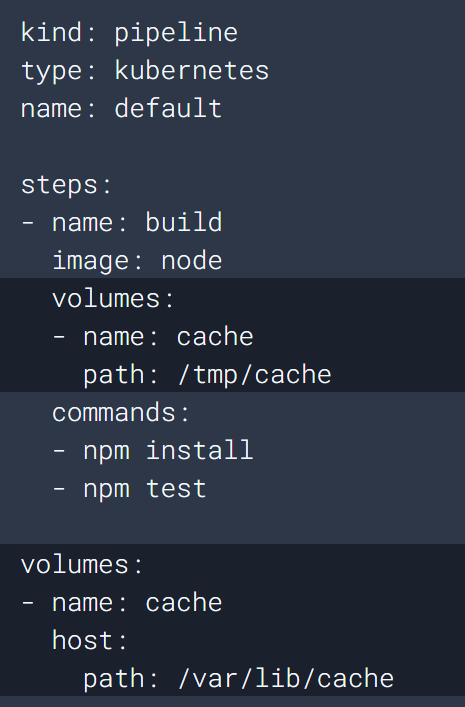 kind: pipeline
type: kubernetes
name: default

steps:
- name: build
  image: node
  volumes:
  - name: cache
    path: /tmp/cache
  commands:
  - npm install
  - npm test

volumes:
- name: cache
  host:
    path: /var/lib/cache